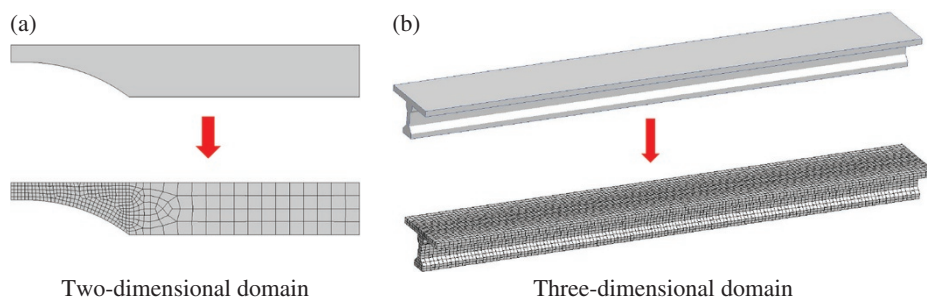 (a)
(b)
Two-dimensional domain
Three-dimensional domain